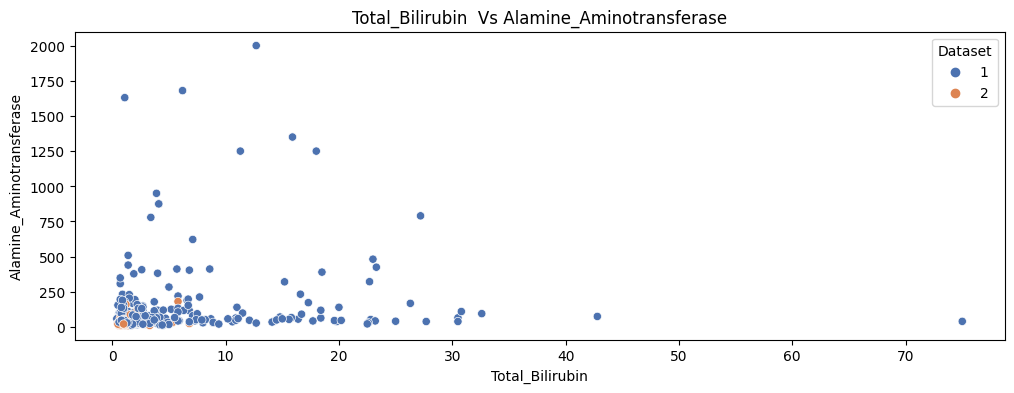 Total_Bilirubin  Vs Alamine_Aminotransferase
Alamine_Aminotransferase
2000
1750
1500
1250
1000
750
500
250
0
0 10 20 30 40 50 60 70
Total_Bilirubin
Dataset
1
2